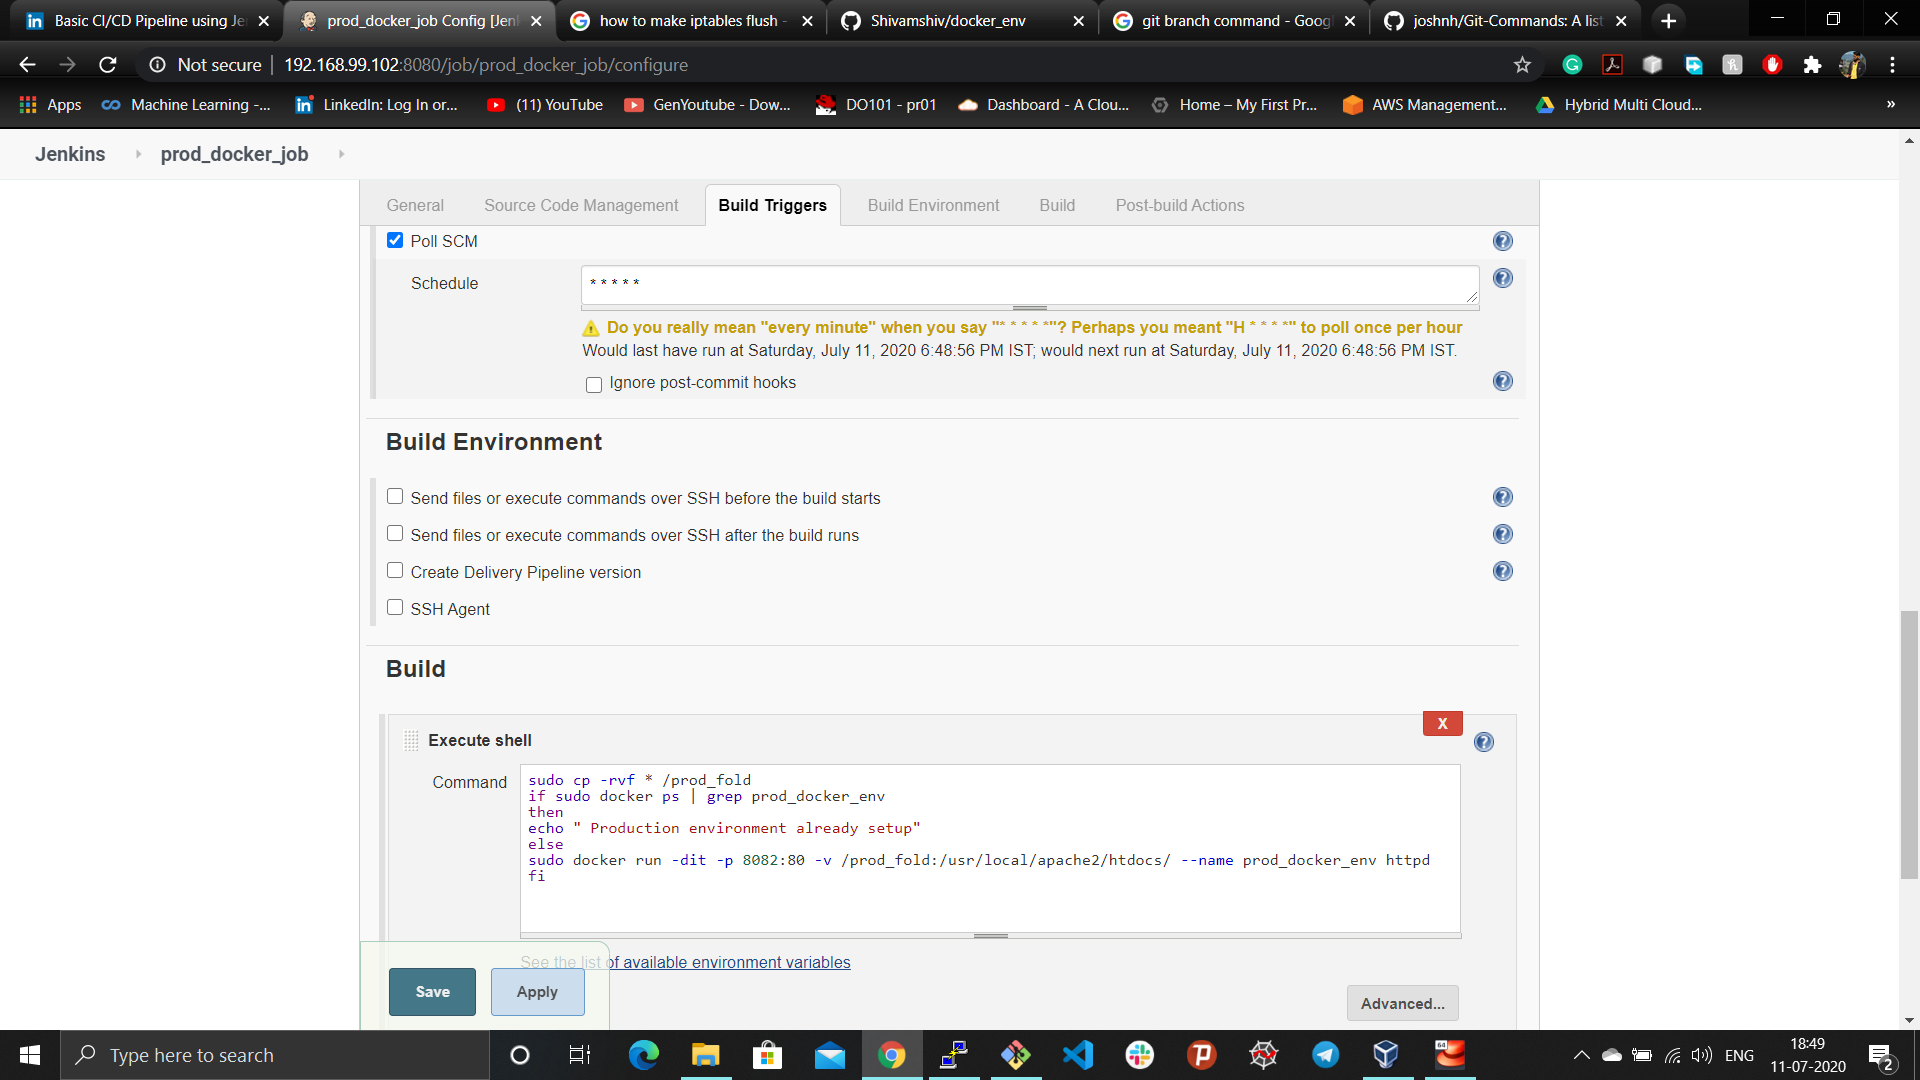 Basic CI/CD Pipeline using Je
prod_docker_job Config [Jen
how to make iptables flush -
Shivamshiv/docker_env
git branch command - Goog
joshnh/Git-Commands: A list
Not secure | 192.168.99.102:8080/job/prod_docker_job/configure
Apps
Machine Learning -...
LinkedIn: Log In or...
(11) YouTube
GenYoutube - Dow...
DO101 - pr01
Dashboard - A Clou...
Home – My First Pr...
AWS Management...
Hybrid Multi Cloud...
»
Jenkins
prod_docker_job
General
Source Code Management
Build Triggers
Build Environment
Build
Post-build Actions
Poll SCM
Schedule
* * * * *
Do you really mean "every minute" when you say "* * * * *"? Perhaps you meant "H * * * *" to poll once per hour
Would last have run at Saturday, July 11, 2020 6:48:56 PM IST; would next run at Saturday, July 11, 2020 6:48:56 PM IST.
Ignore post-commit hooks
Build Environment
Send files or execute commands over SSH before the build starts
Send files or execute commands over SSH after the build runs
Create Delivery Pipeline version
SSH Agent
Build
X
Execute shell
Command
sudo cp -rvf * /prod_fold
if sudo docker ps | grep prod_docker_env
then
echo " Production environment already setup"
else
sudo docker run -dit -p 8082:80 -v /prod_fold:/usr/local/apache2/htdocs/ --name prod_docker_env httpd
fi
See the list of available environment variables
Save
Apply
Advanced...
Type here to search
64
ENG
18:49
11-07-2020
2